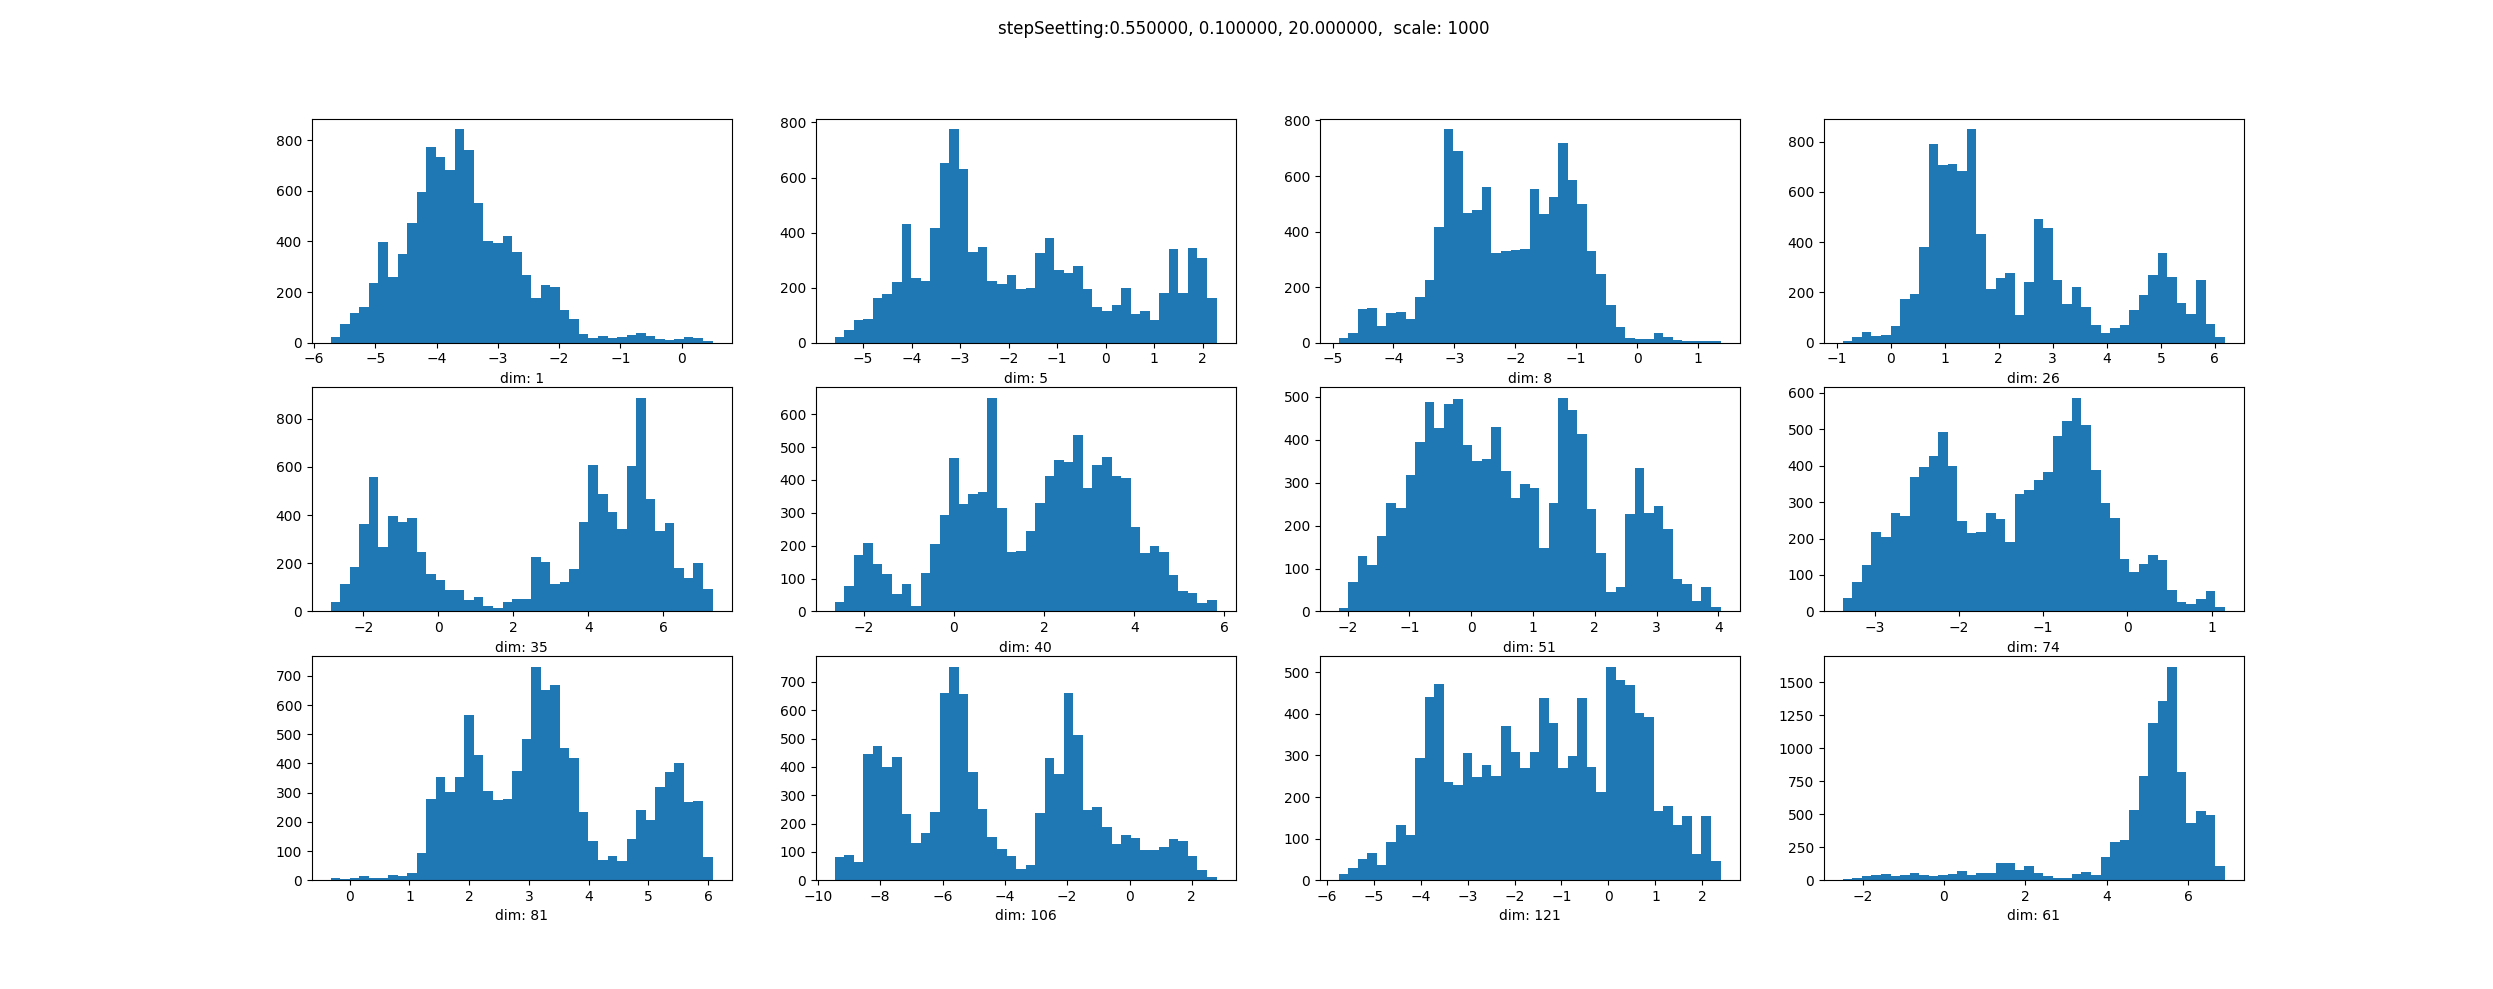 stepSeetting:0.550000, 0.100000, 20.000000,  scale: 1000
800
600
400
200
0
−6 −5 −4 −3 −2 −1 0
dim: 1
800
600
400
200
0
−5 −4 −3 −2 −1 0 1 2
dim: 5
800
600
400
200
0
−5 −4 −3 −2 −1 0 1
dim: 8
800
600
400
200
0
−1 0 1 2 3 4 5 6
dim: 26
800
600
400
200
0
−2 0 2 4 6
dim: 35
600
500
400
300
200
100
0
−2 0 2 4 6
dim: 40
500
400
300
200
100
0
−2 −1 0 1 2 3 4
dim: 51
600
500
400
300
200
100
0
−3 −2 −1 0 1
dim: 74
700
600
500
400
300
200
100
0
0 1 2 3 4 5 6
dim: 81
700
600
500
400
300
200
100
0
−10 −8 −6 −4 −2 0 2
dim: 106
500
400
300
200
100
0
−6 −5 −4 −3 −2 −1 0 1 2
dim: 121
1500
1250
1000
750
500
250
0
−2 0 2 4 6
dim: 61